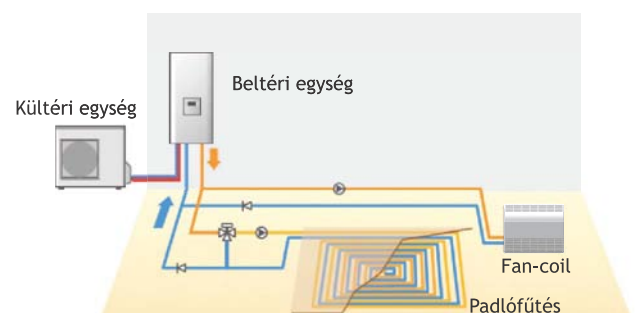 Beltéri egység
Kültéri egység
Fan-coil
Padlófűtés